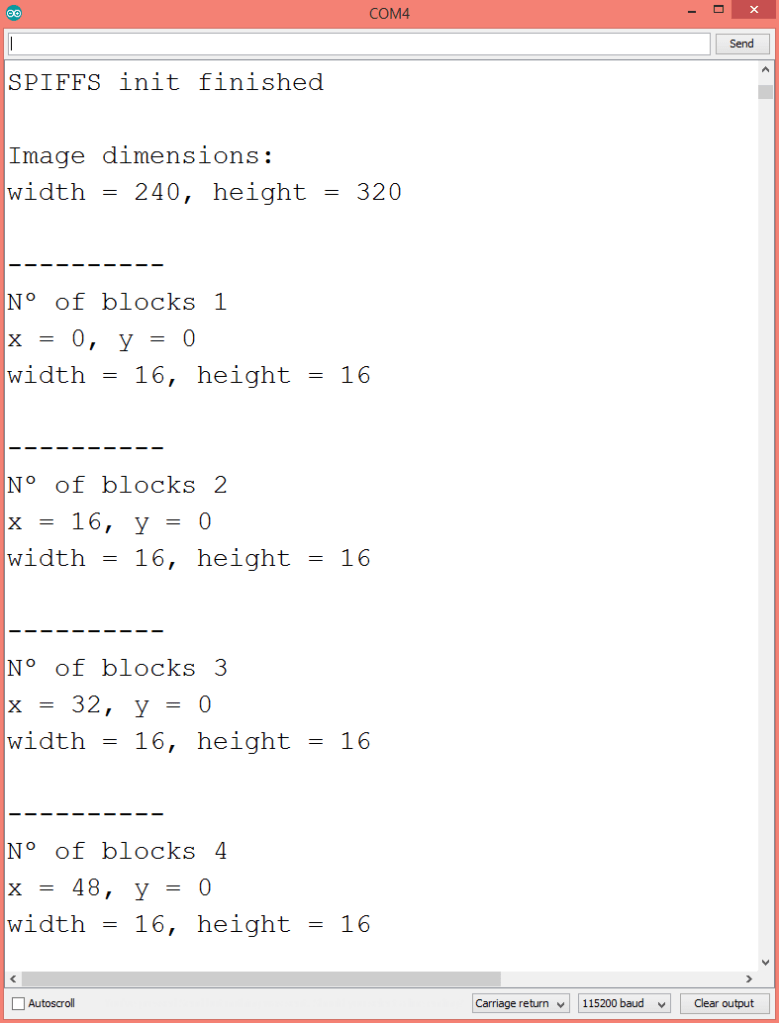 COM4
Send
SPIFFS init finished
Image dimensions:
width = 240, height = 320
----------
Nº of blocks 1
x = 0, y = 0
width = 16, height = 16
----------
Nº of blocks 2
x = 16, y = 0
width = 16, height = 16
----------
Nº of blocks 3
x = 32, y = 0
width = 16, height = 16
----------
Nº of blocks 4
x = 48, y = 0
width = 16, height = 16
Autoscroll
Carriage return
115200 baud
Clear output